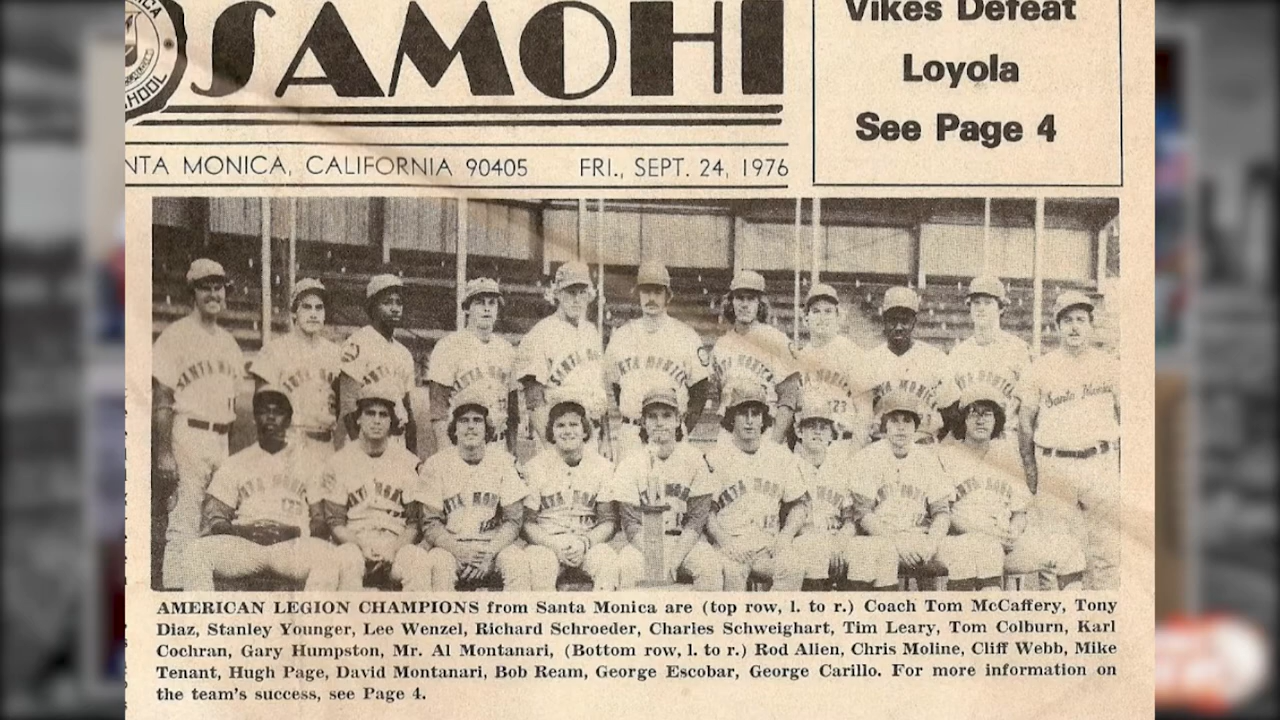 SAMOHI
Vikes Defeat
Loyola
See Page 4
NTA MONICA, CALIFORNIA 90405 FRI., SEPT. 24, 1976
AMERICAN LEGION CHAMPIONS from Santa Monica are (top row, l. to r.) Coach Tom McCaffery, Tony
Diaz, Stanley Younger, Lee Wenzel, Richard Schroeder, Charles Schweighart, Tim Leary, Tom Colburn, Karl
Cochran, Gary Humpston, Mr. Al Montanari, (Bottom row, l. to r.) Rod Allen, Chris Moline, Cliff Webb, Mike
Tenant, Hugh Page, David Montanari, Bob Ream, George Escobar, George Carillo. For more information on
the team's success, see Page 4.